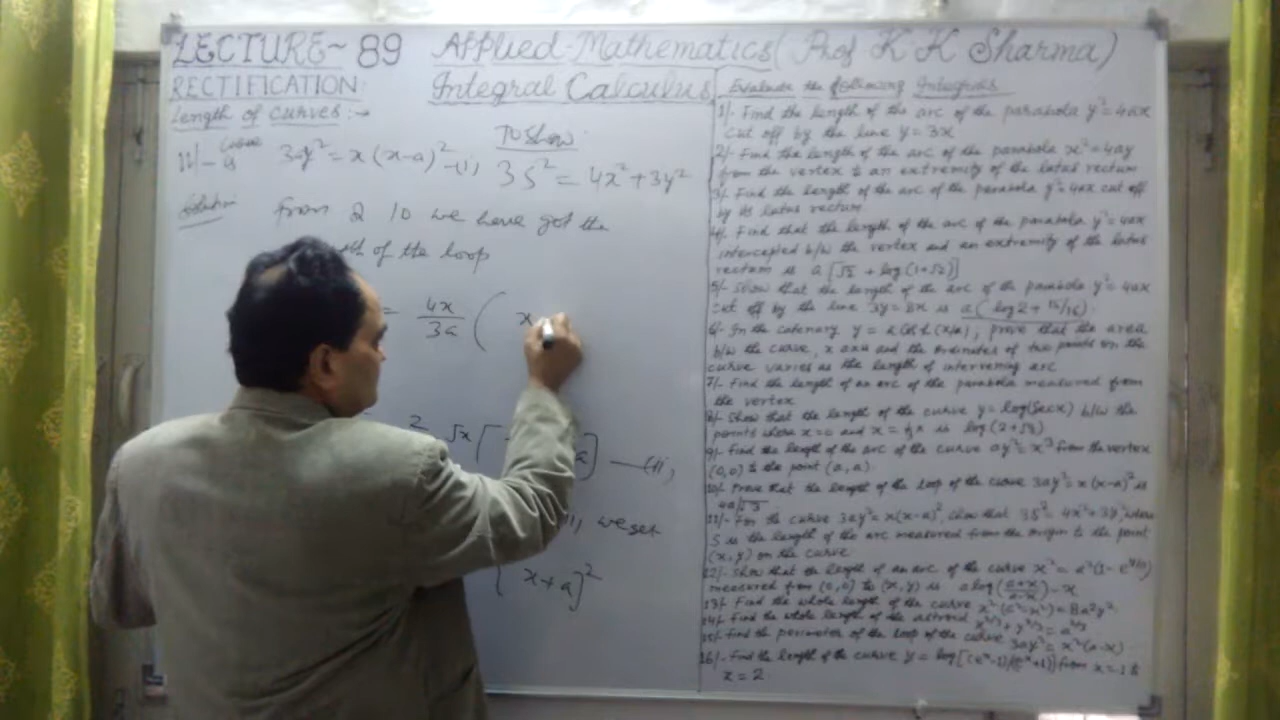 LECTURE~ 89 Applied-Mathematics( Prof K K Sharma)
RECTIFICATION:
Integral Calculus
Length of curves:→
To Show
11/- curve is 3ay² = x(x-a)² -(i), 3S² = 4x²+3y²
Solution From Q 10 we have got the
of the loop
= 4x/3a ( x
√x [ a] —(ii),
we get
x+a]²
Evaluate the following Integrals
1/- Find the length of the arc of the parabola y²=4ax
cut off by the line y=3x
2/- Find the length of the arc of the parabola x²=4ay
from the vertex to an extremity of the latus rectum
3/- Find the length of the arc of the parabola y²=4ax cut off
by its latus rectum
4/- Find that the length of the arc of the parabola y²=4ax
intercepted b/w the vertex and an extremity of the latus
rectum is a[√2 + log(1+√2)]
5/- Show that the length of the arc of the parabola y²=4ax
cut off by the line 3y=8x is a(log2 + 15/16)
6/- In the catenary y = a Cosh(x/a), prove that the area
b/w the curve, x axis and the ordinates of two points on the
curve varies as the length of intervening arc
7/- Find the length of an arc of the parabola measured from
the vertex
8/- Show that the length of the curve y=log(secx) b/w the
points where x=0 and x= is log(2+√3)
9/- Find the length of the arc of the curve ay²=x³ from the vertex
(0,0) to the point (a,a)
10/- Prove that the length of the loop of the curve 3ay²=x(x-a)² is
4a/√3
11/- For the curve 3ay²=x(x-a)², show that 3S²=4x²+3y², where
S is the length of the arc measured from the origin to the point
(x,y) on the curve
12/- Show that the length of an arc of the curve x²=a²(1-e^y/a)
measured from (0,0) to (x,y) is a log((a+x)/(a-x))-x
13/- Find the whole length of the curve x²(a²-x²)=8a²y²
14/- Find the whole length of the astroid x^2/3+y^2/3=a^2/3
15/- Find the perimeter of the loop of the curve 3ay²=x²(a-x)
16/- Find the length of the curve y=log[(eˣ-1)/(eˣ+1)] from x=1 to
x=2